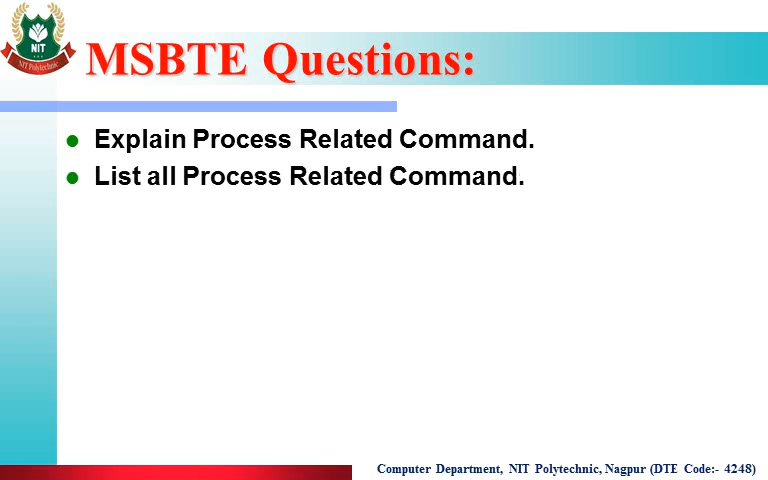 NIT
NIT Polytechnic
MSBTE Questions:
Explain Process Related Command.
List all Process Related Command.
Computer Department, NIT Polytechnic, Nagpur (DTE Code:- 4248)